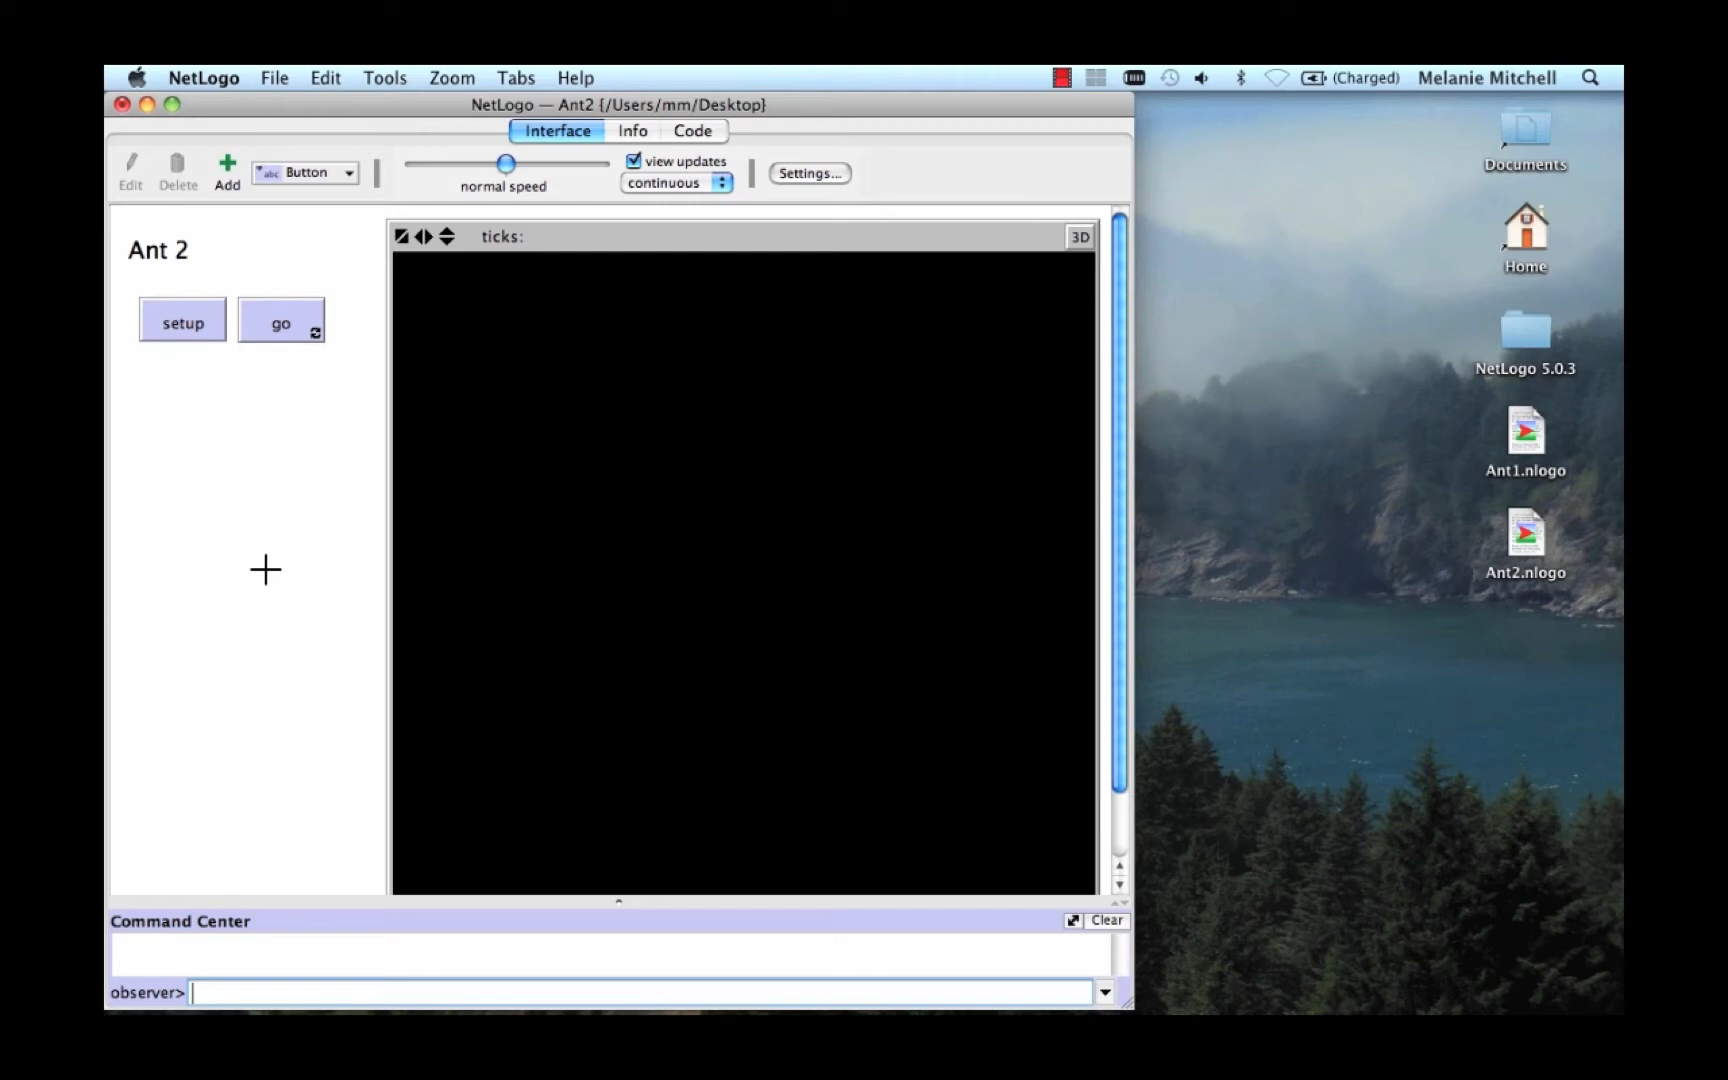 NetLogo File Edit Tools Zoom Tabs Help (Charged) Melanie Mitchell
NetLogo — Ant2 {/Users/mm/Desktop}
Interface Info Code
Edit Delete Add abc Button normal speed view updates continuous Settings...
Ant 2
setup go
ticks: 3D
Command Center Clear
observer>
Documents
Home
NetLogo 5.0.3
Ant1.nlogo
Ant2.nlogo